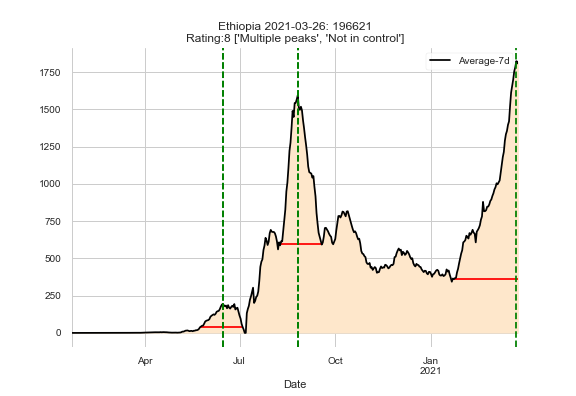 Ethiopia 2021-03-26: 196621
Rating:8 ['Multiple peaks', 'Not in control']
Average-7d
1750
1500
1250
1000
750
500
250
0
Apr
Jul
Oct
Jan
2021
Date